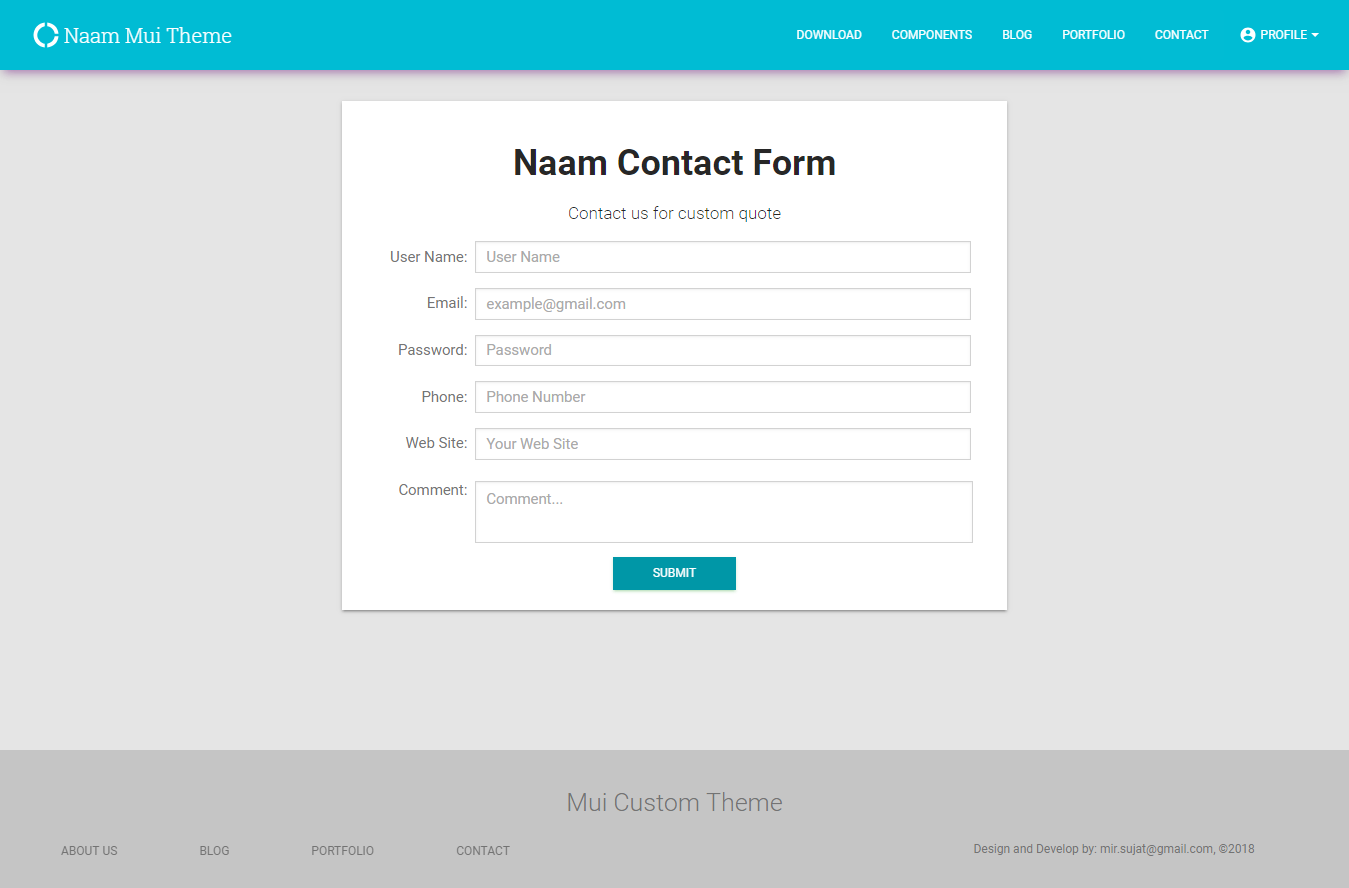 Naam Mui Theme
DOWNLOAD COMPONENTS BLOG PORTFOLIO CONTACT PROFILE
Naam Contact Form
Contact us for custom quote
User Name: User Name
Email: example@gmail.com
Password: Password
Phone: Phone Number
Web Site: Your Web Site
Comment: Comment...
SUBMIT
Mui Custom Theme
ABOUT US BLOG PORTFOLIO CONTACT
Design and Develop by: mir.sujat@gmail.com, ©2018